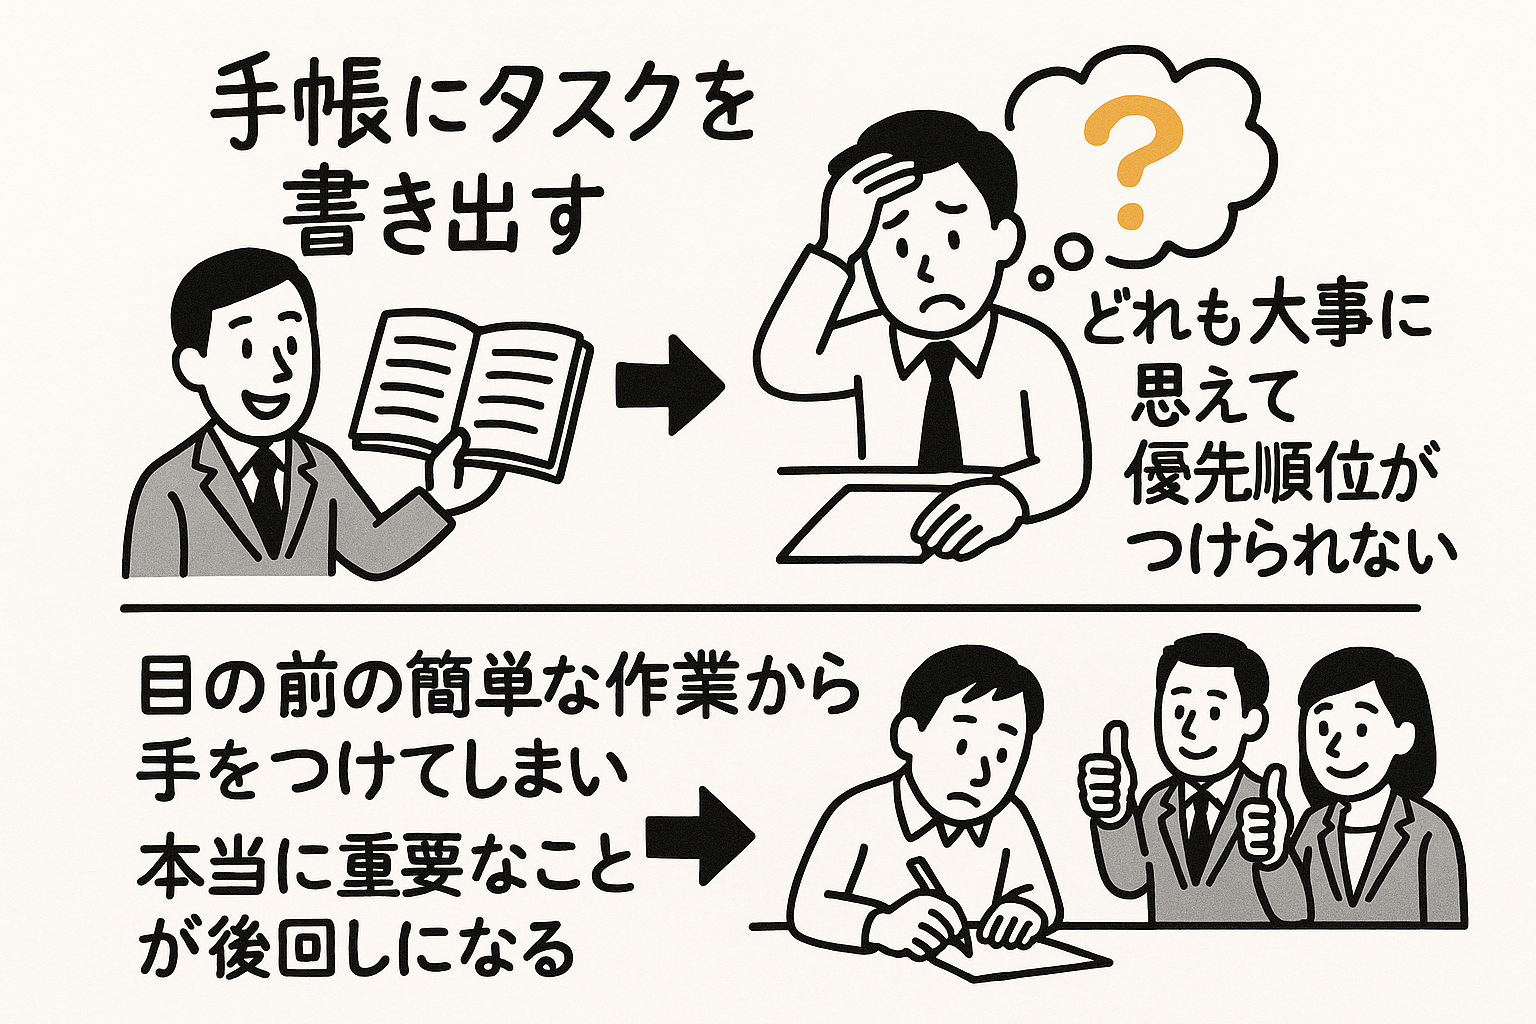 手帳にタスクを
書き出す
?
どれも大事に
思えて
優先順位が
つけられない
目の前の簡単な作業から
手をつけてしまい
本当に重要なこと
が後回しになる